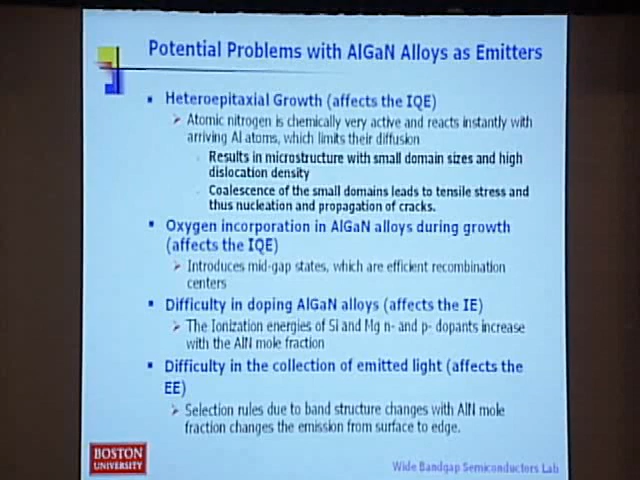 Potential Problems with AlGaN Alloys as Emitters
Heteroepitaxial Growth (affects the IQE)
Atomic nitrogen is chemically very active and reacts instantly with
arriving Al atoms, which limits their diffusion
Results in microstructure with small domain sizes and high
dislocation density
Coalescence of the small domains leads to tensile stress and
thus nucleation and propagation of cracks.
Oxygen incorporation in AlGaN alloys during growth
(affects the IQE)
Introduces mid-gap states, which are efficient recombination
centers
Difficulty in doping AlGaN alloys (affects the IE)
The Ionization energies of Si and Mg n- and p- dopants increase
with the AlN mole fraction
Difficulty in the collection of emitted light (affects the
EE)
Selection rules due to band structure changes with AlN mole
fraction changes the emission from surface to edge.
BOSTON
UNIVERSITY
Wide Bandgap Semiconductors Lab